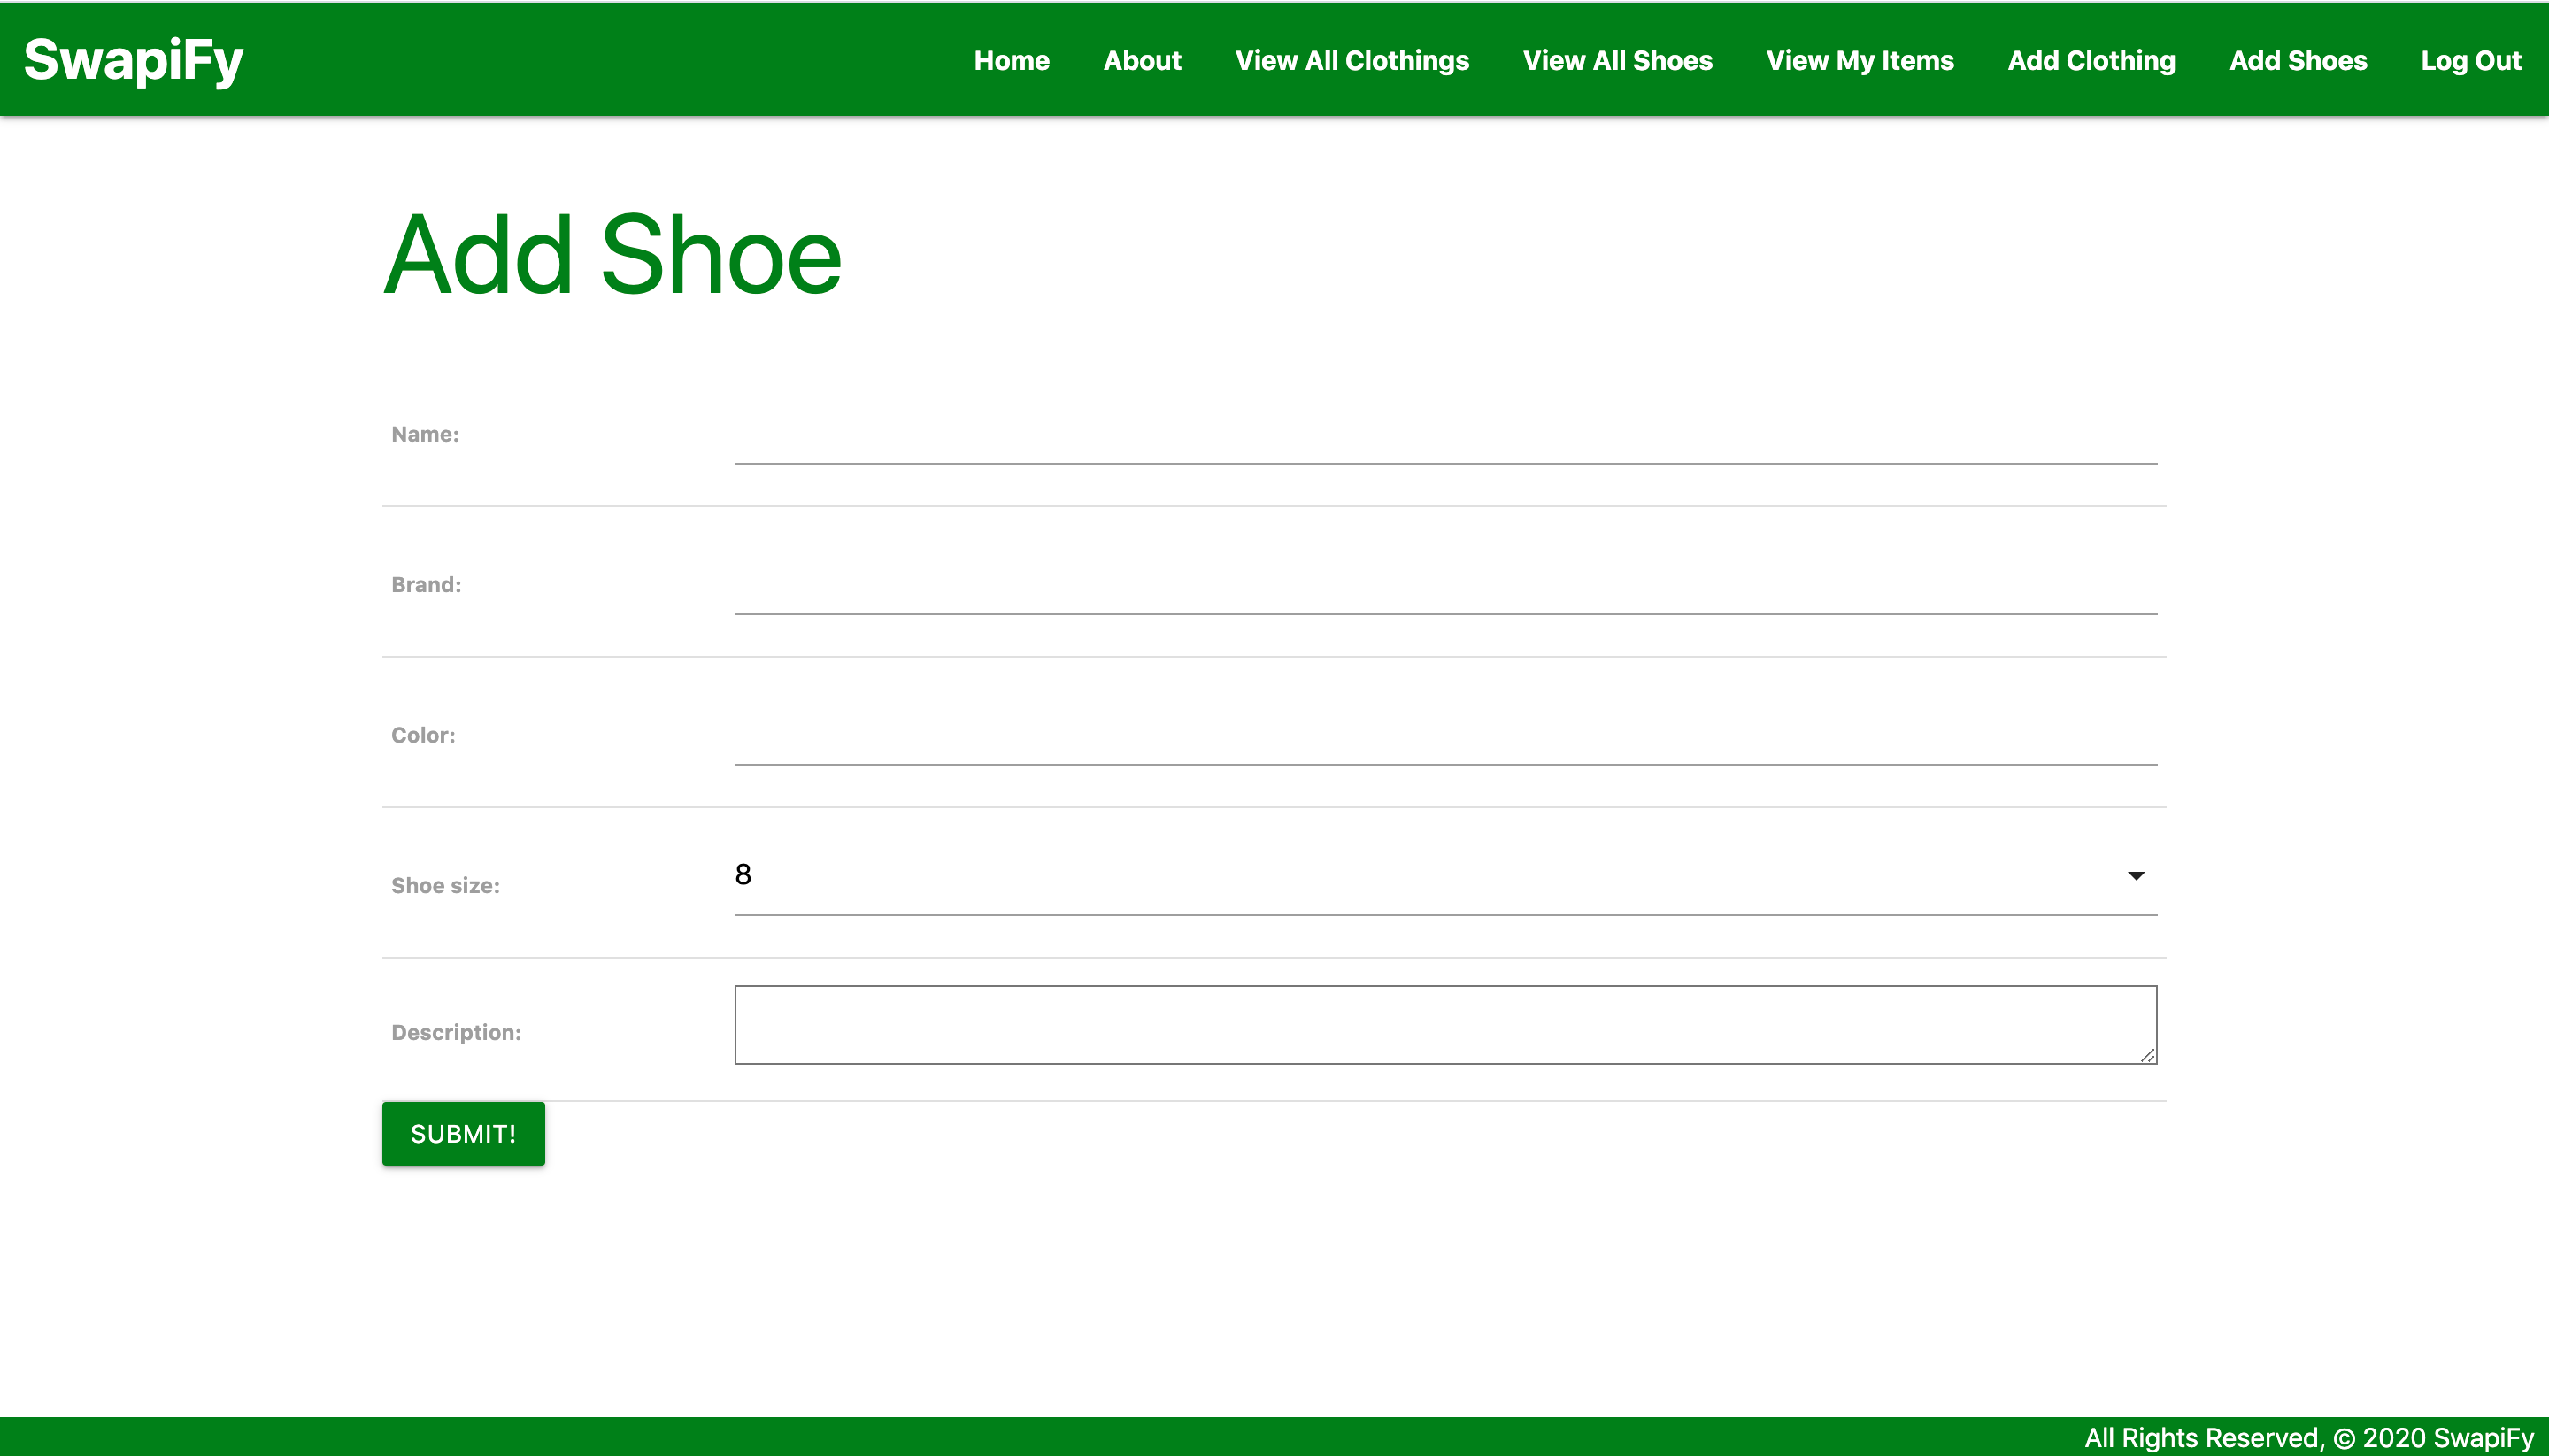 SwapiFy
Home About View All Clothings View All Shoes View My Items Add Clothing Add Shoes Log Out
Add Shoe
Name:
Brand:
Color:
Shoe size: 8
Description:
SUBMIT!
All Rights Reserved, © 2020 SwapiFy